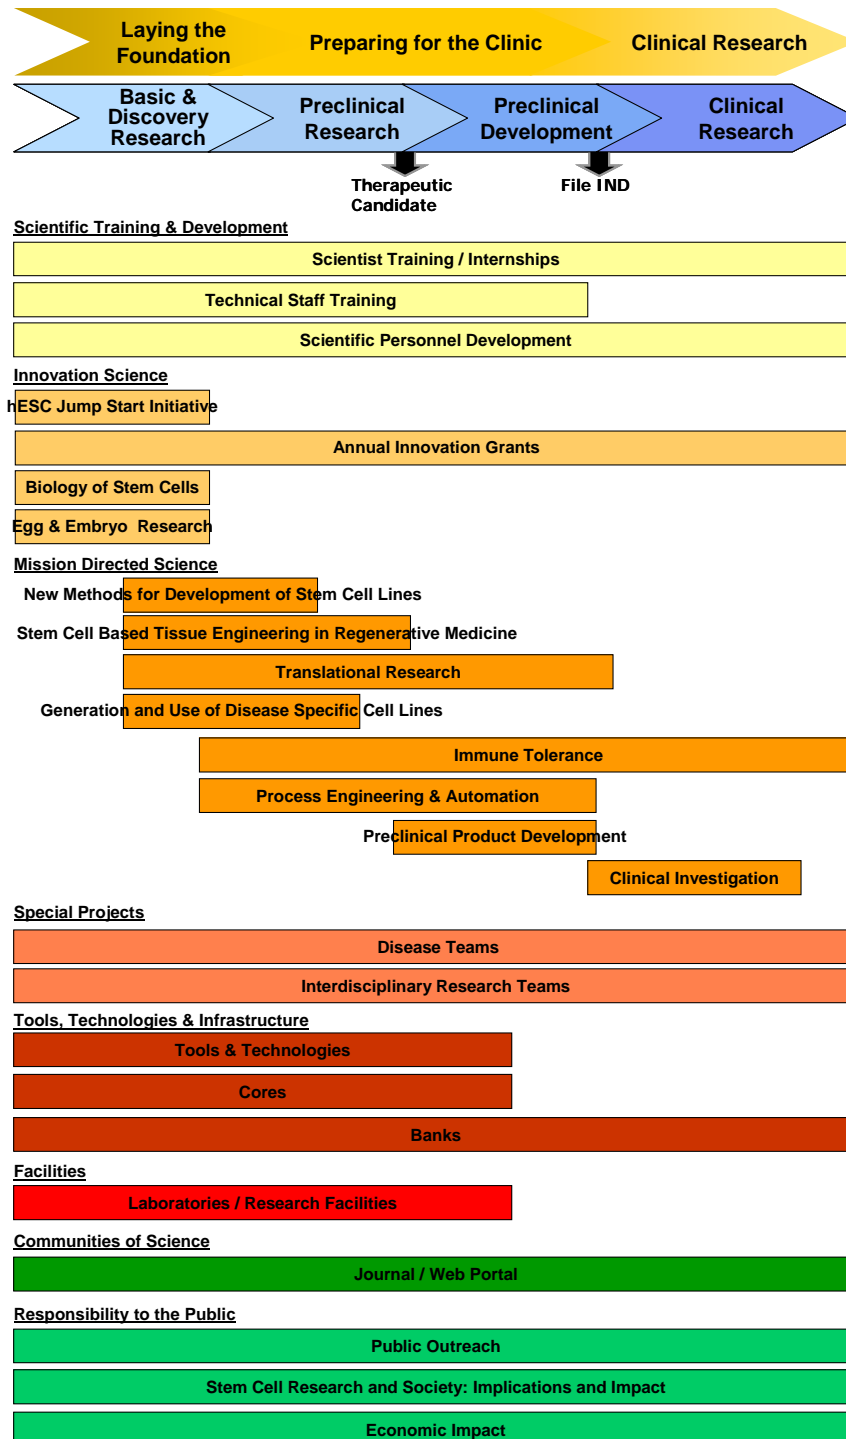 Laying the
Foundation
Preparing for the Clinic
Clinical Research
Basic &
Discovery
Research
Preclinical
Research
Preclinical
Development
Clinical
Research
Therapeutic
Candidate
File IND
Scientific Training & Development
Scientist Training / Internships
Technical Staff Training
Scientific Personnel Development
Innovation Science
hESC Jump Start Initiative
Annual Innovation Grants
Biology of Stem Cells
Egg & Embryo Research
Mission Directed Science
New Methods for Development of Stem Cell Lines
Stem Cell Based Tissue Engineering in Regenerative Medicine
Translational Research
Generation and Use of Disease Specific Cell Lines
Immune Tolerance
Process Engineering & Automation
Preclinical Product Development
Clinical Investigation
Special Projects
Disease Teams
Interdisciplinary Research Teams
Tools, Technologies & Infrastructure
Tools & Technologies
Cores
Banks
Facilities
Laboratories / Research Facilities
Communities of Science
Journal / Web Portal
Responsibility to the Public
Public Outreach
Stem Cell Research and Society: Implications and Impact
Economic Impact